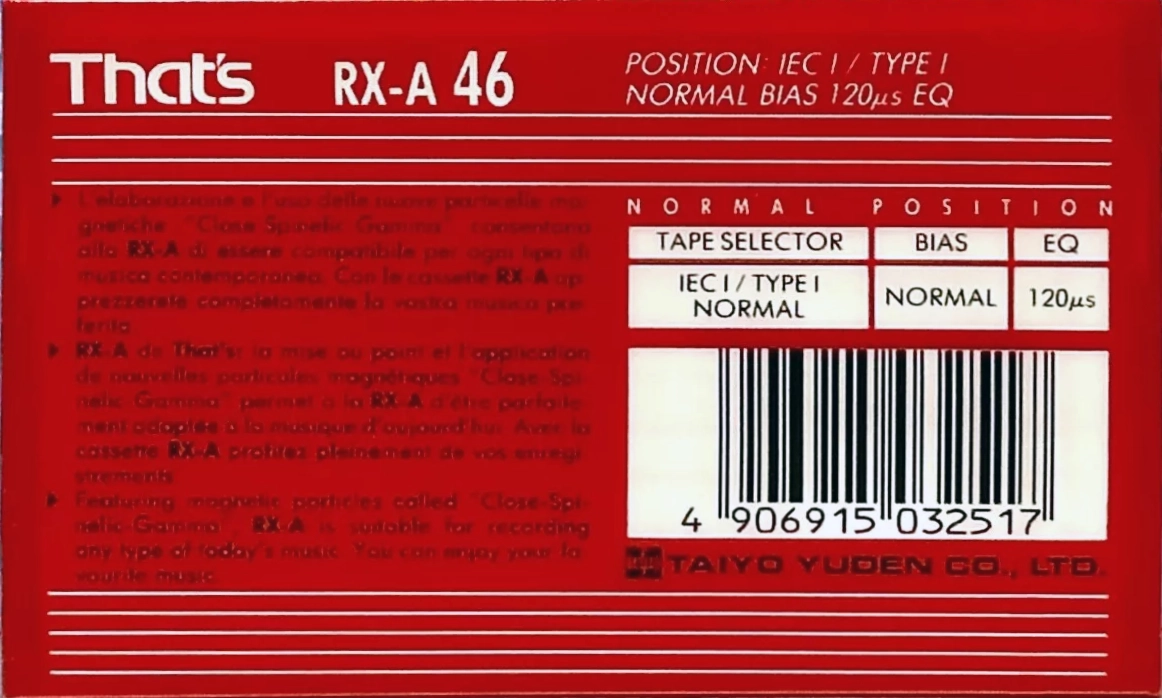 That's RX-A 46 POSITION: IEC I / TYPE I
NORMAL BIAS 120µs EQ
L'elaborazione e l'uso delle nuove particelle ma-
gnetiche "Close-Spinelic-Gamma", consentono
alla RX-A di essere compatibile per ogni tipo di
musica contemporanea. Con le cassette RX-A ap-
prezzerete completamente la vostra musica pre-
ferita.
RX-A de That's: la mise au point et l'application
de nouvelles particules magnétiques "Close-Spi-
nelic-Gamma" permet à la RX-A d'être parfaite-
ment adaptée à la musique d'aujourd'hui. Avec la
cassette RX-A profitez pleinement de vos enregi-
strements.
Featuring magnetic particles called "Close-Spi-
nelic-Gamma", RX-A is suitable for recording
any type of today's music. You can enjoy your fa-
vourite music.
NORMAL POSITION
TAPE SELECTOR BIAS EQ
IEC I / TYPE I
NORMAL NORMAL 120µs
4 906915 032517
TAIYO YUDEN CO., LTD.